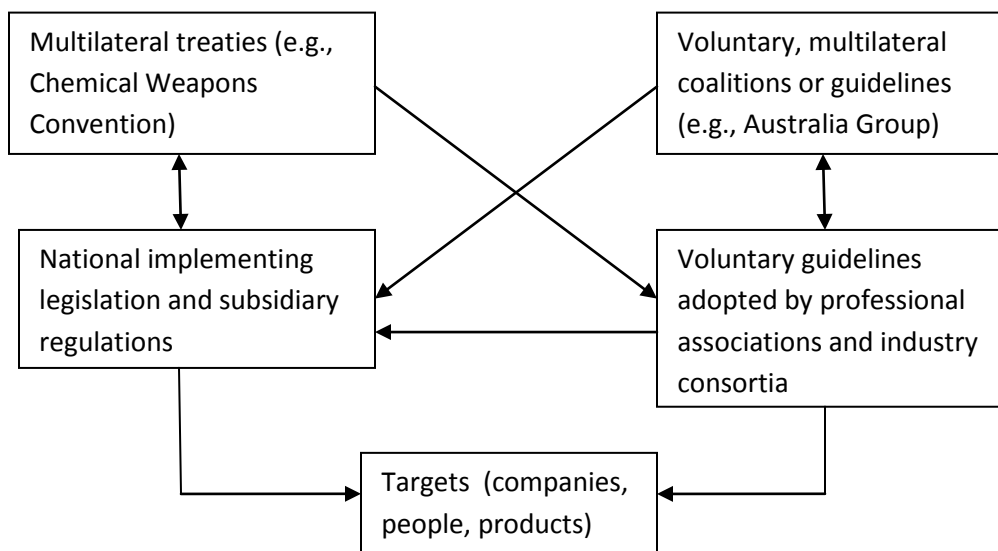 Multilateral treaties (e.g.,
Chemical Weapons
Convention)
Voluntary, multilateral
coalitions or guidelines
(e.g., Australia Group)
National implementing
legislation and subsidiary
regulations
Voluntary guidelines
adopted by professional
associations and industry
consortia
Targets (companies,
people, products)